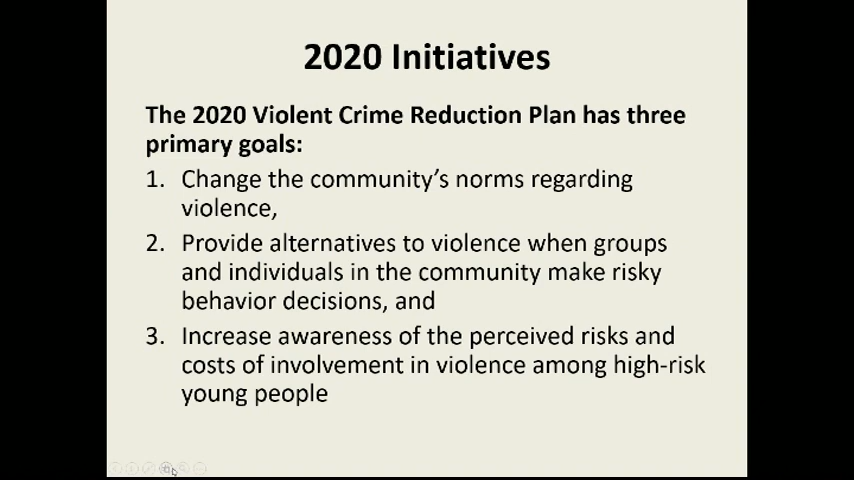 2020 Initiatives
The 2020 Violent Crime Reduction Plan has three
primary goals:
1. Change the community’s norms regarding
violence,
2. Provide alternatives to violence when groups
and individuals in the community make risky
behavior decisions, and
3. Increase awareness of the perceived risks and
costs of involvement in violence among high-risk
young people